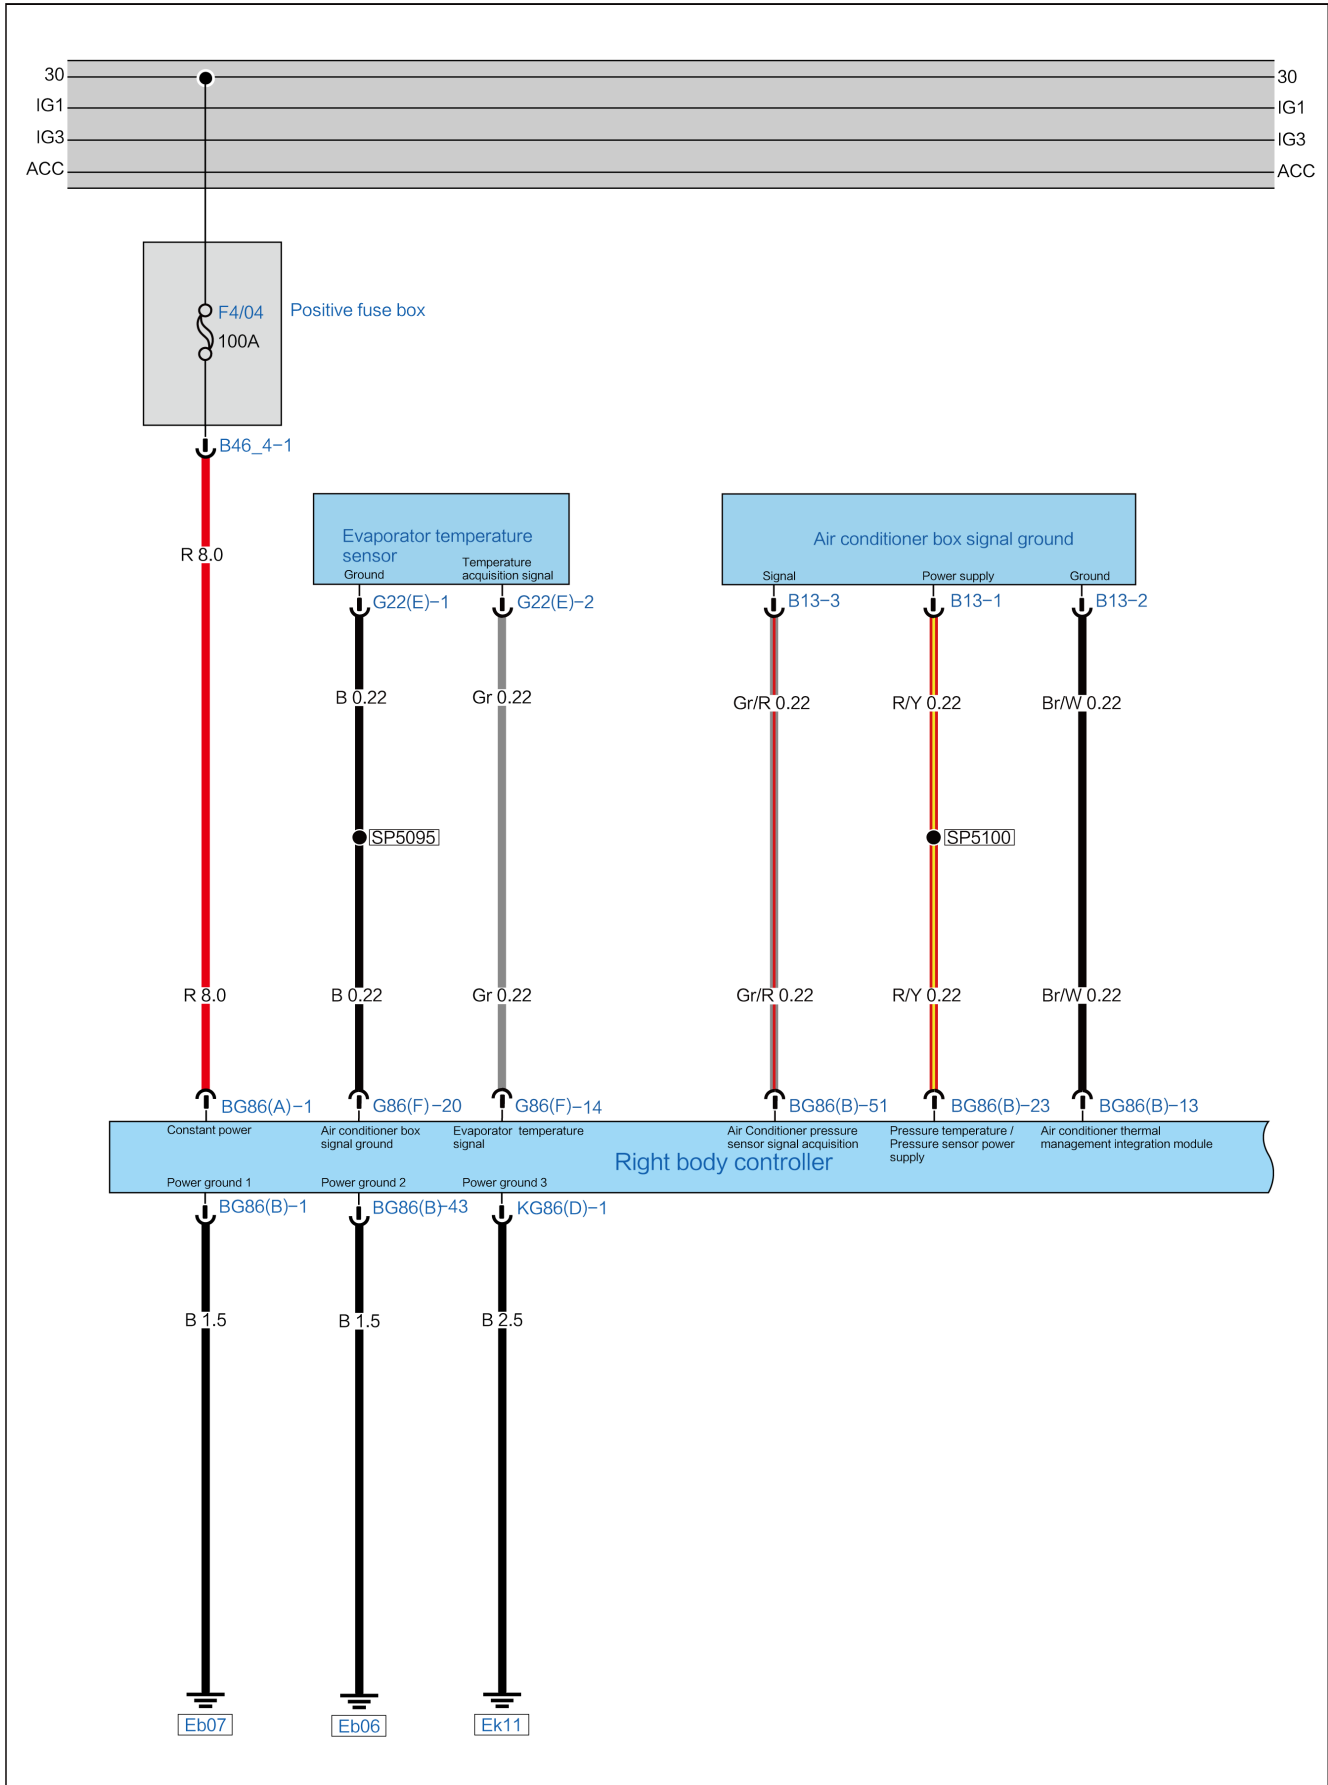 30
30
IG1
IG1
IG3
IG3
ACC
ACC
F4/04
100A
Positive fuse box
B46_4-1
R 8.0
Evaporator temperature
sensor
Ground
Temperature
acquisition signal
Air conditioner box signal ground
Signal
Power supply
Ground
G22(E)-1
G22(E)-2
B13-3
B13-1
B13-2
B 0.22
Gr 0.22
Gr/R 0.22
R/Y 0.22
Br/W 0.22
SP5095
SP5100
R 8.0
B 0.22
Gr 0.22
Gr/R 0.22
R/Y 0.22
Br/W 0.22
BG86(A)-1
G86(F)-20
G86(F)-14
BG86(B)-51
BG86(B)-23
BG86(B)-13
Constant power
Air conditioner box
signal ground
Evaporator temperature
signal
Air Conditioner pressure
sensor signal acquisition
Pressure temperature /
Pressure sensor power
supply
Air conditioner thermal
management integration module
Right body controller
Power ground 1
Power ground 2
Power ground 3
BG86(B)-1
BG86(B)-43
KG86(D)-1
B 1.5
B 1.5
B 2.5
Eb07
Eb06
Ek11